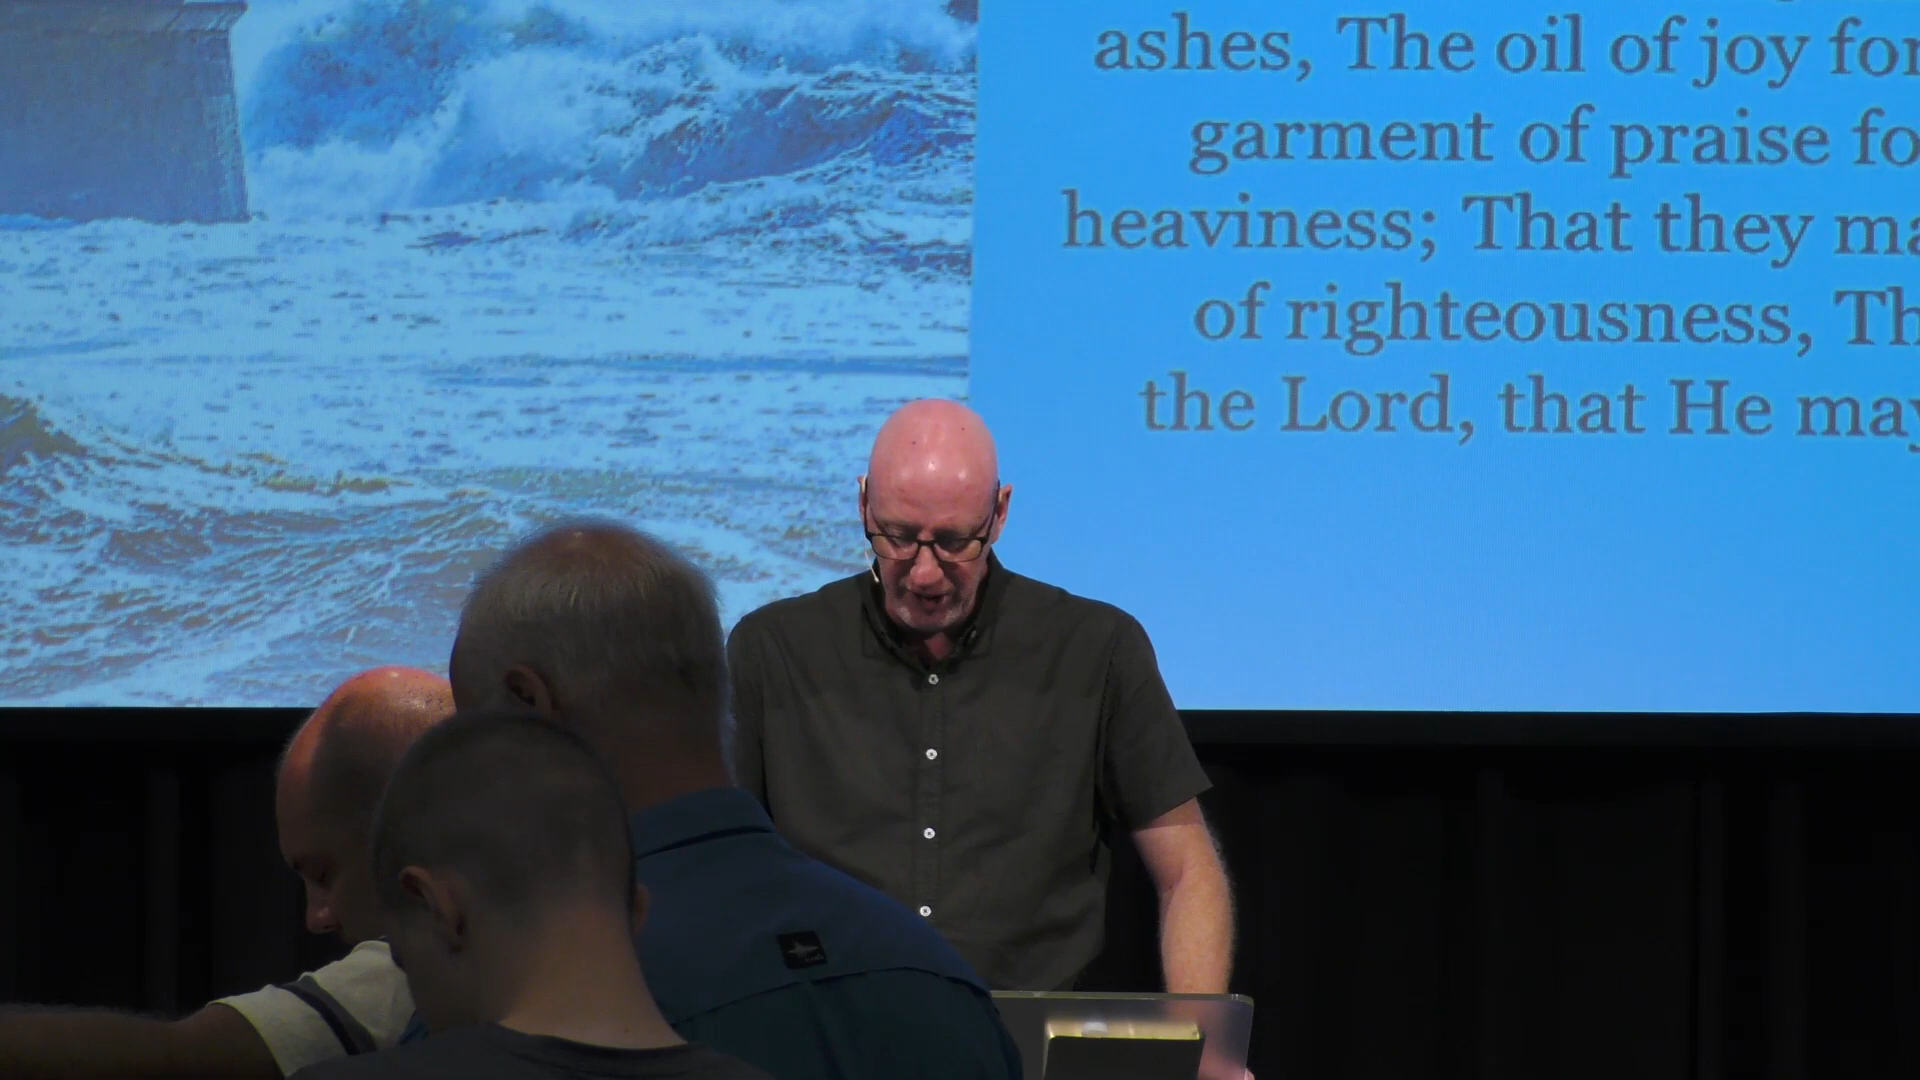 ashes, The oil of joy for
garment of praise fo
heaviness; That they ma
of righteousness, Th
the Lord, that He may